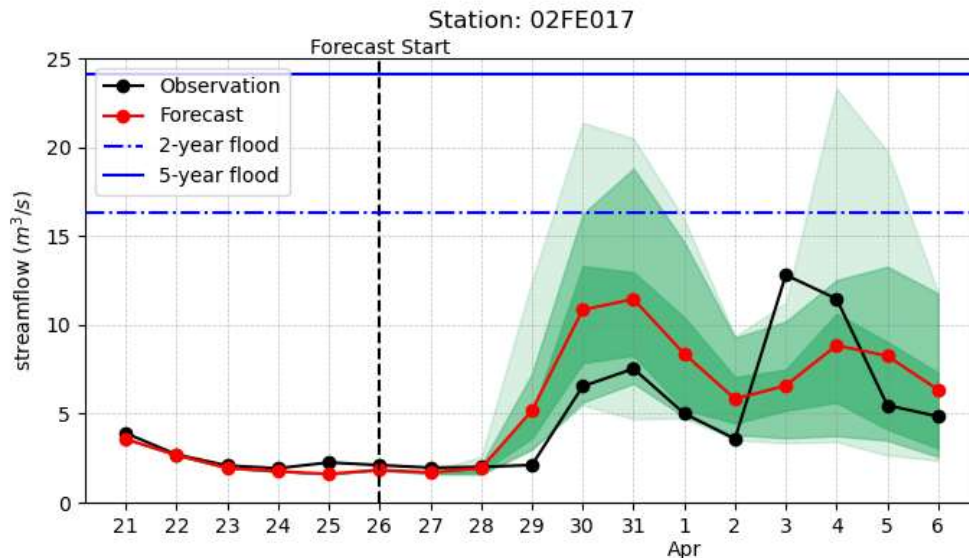 Station: 02FE017
Forecast Start
25
20
15
10
5
0
streamflow (m³/s)
Observation
Forecast
2-year flood
5-year flood
21 22 23 24 25 26 27 28 29 30 31 1 2 3 4 5 6
Apr